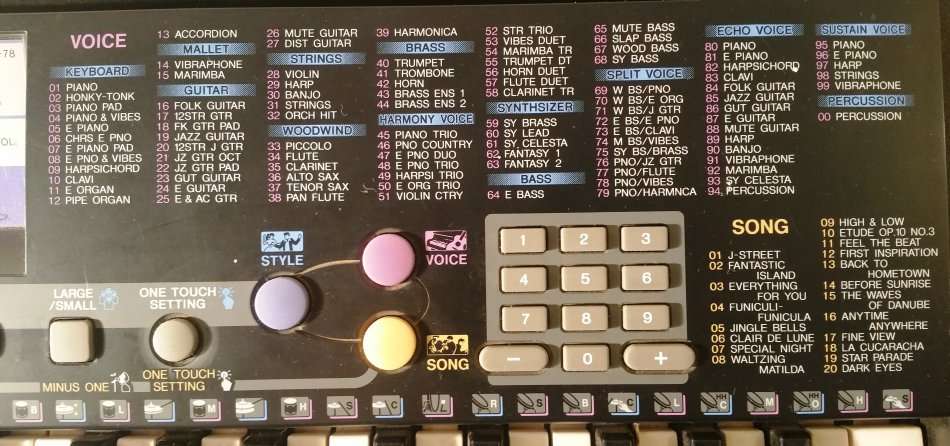 -78
OL.
VOICE
KEYBOARD
01 PIANO
02 HONKY-TONK
03 PIANO PAD
04 PIANO & VIBES
05 E PIANO
06 CHRS E PNO
07 E PIANO PAD
08 E PNO & VIBES
09 HARPSICHORD
10 CLAVI
11 E ORGAN
12 PIPE ORGAN
13 ACCORDION
MALLET
14 VIBRAPHONE
15 MARIMBA
GUITAR
16 FOLK GUITAR
17 12STR GTR
18 FK GTR PAD
19 JAZZ GUITAR
20 12STR J GTR
21 JZ GTR OCT
22 JZ GTR PAD
23 GUT GUITAR
24 E GUITAR
25 E & AC GTR
26 MUTE GUITAR
27 DIST GUITAR
STRINGS
28 VIOLIN
29 HARP
30 BANJO
31 STRINGS
32 ORCH HIT
WOODWIND
33 PICCOLO
34 FLUTE
35 CLARINET
36 ALTO SAX
37 TENOR SAX
38 PAN FLUTE
39 HARMONICA
BRASS
40 TRUMPET
41 TROMBONE
42 HORN
43 BRASS ENS 1
44 BRASS ENS 2
HARMONY VOICE
45 PIANO TRIO
46 PNO COUNTRY
47 E PNO DUO
48 E PNO TRIO
49 HARPSI TRIO
50 E ORG TRIO
51 VIOLIN CTRY
52 STR TRIO
53 VIBES DUET
54 MARIMBA TR
55 TRUMPET DT
56 HORN DUET
57 FLUTE DUET
58 CLARINET TR
SYNTHSIZER
59 SY BRASS
60 SY LEAD
61 SY CELESTA
62 FANTASY 1
63 FANTASY 2
BASS
64 E BASS
65 MUTE BASS
66 SLAP BASS
67 WOOD BASS
68 SY BASS
SPLIT VOICE
69 W BS/PNO
70 W BS/E ORG
71 W BS/J GTR
72 E BS/E PNO
73 E BS/CLAVI
74 M BS/VIBES
75 SY BS/BRASS
76 PNO/JZ GTR
77 PNO/FLUTE
78 PNO/VIBES
79 PNO/HARMNCA
ECHO VOICE
80 PIANO
81 E PIANO
82 HARPSICHORD
83 CLAVI
84 FOLK GUITAR
85 JAZZ GUITAR
86 GUT GUITAR
87 E GUITAR
88 MUTE GUITAR
89 HARP
90 BANJO
91 VIBRAPHONE
92 MARIMBA
93 SY CELESTA
94 PERCUSSION
SUSTAIN VOICE
95 PIANO
96 E PIANO
97 HARP
98 STRINGS
99 VIBRAPHONE
PERCUSSION
00 PERCUSSION
STYLE
VOICE
SONG
LARGE
/SMALL
ONE TOUCH
SETTING
MINUS ONE
ONE TOUCH
SETTING
1 2 3
4 5 6
7 8 9
− 0 +
SONG
01 J-STREET
02 FANTASTIC
ISLAND
03 EVERYTHING
FOR YOU
04 FUNICULI-
FUNICULA
05 JINGLE BELLS
06 CLAIR DE LUNE
07 SPECIAL NIGHT
08 WALTZING
MATILDA
09 HIGH & LOW
10 ETUDE OP.10 NO.3
11 FEEL THE BEAT
12 FIRST INSPIRATION
13 BACK TO
HOMETOWN
14 BEFORE SUNRISE
15 THE WAVES
OF DANUBE
16 ANYTIME
ANYWHERE
17 FINE VIEW
18 LA CUCARACHA
19 STAR PARADE
20 DARK EYES
B L M S C L R S B C L HC C M HO H S